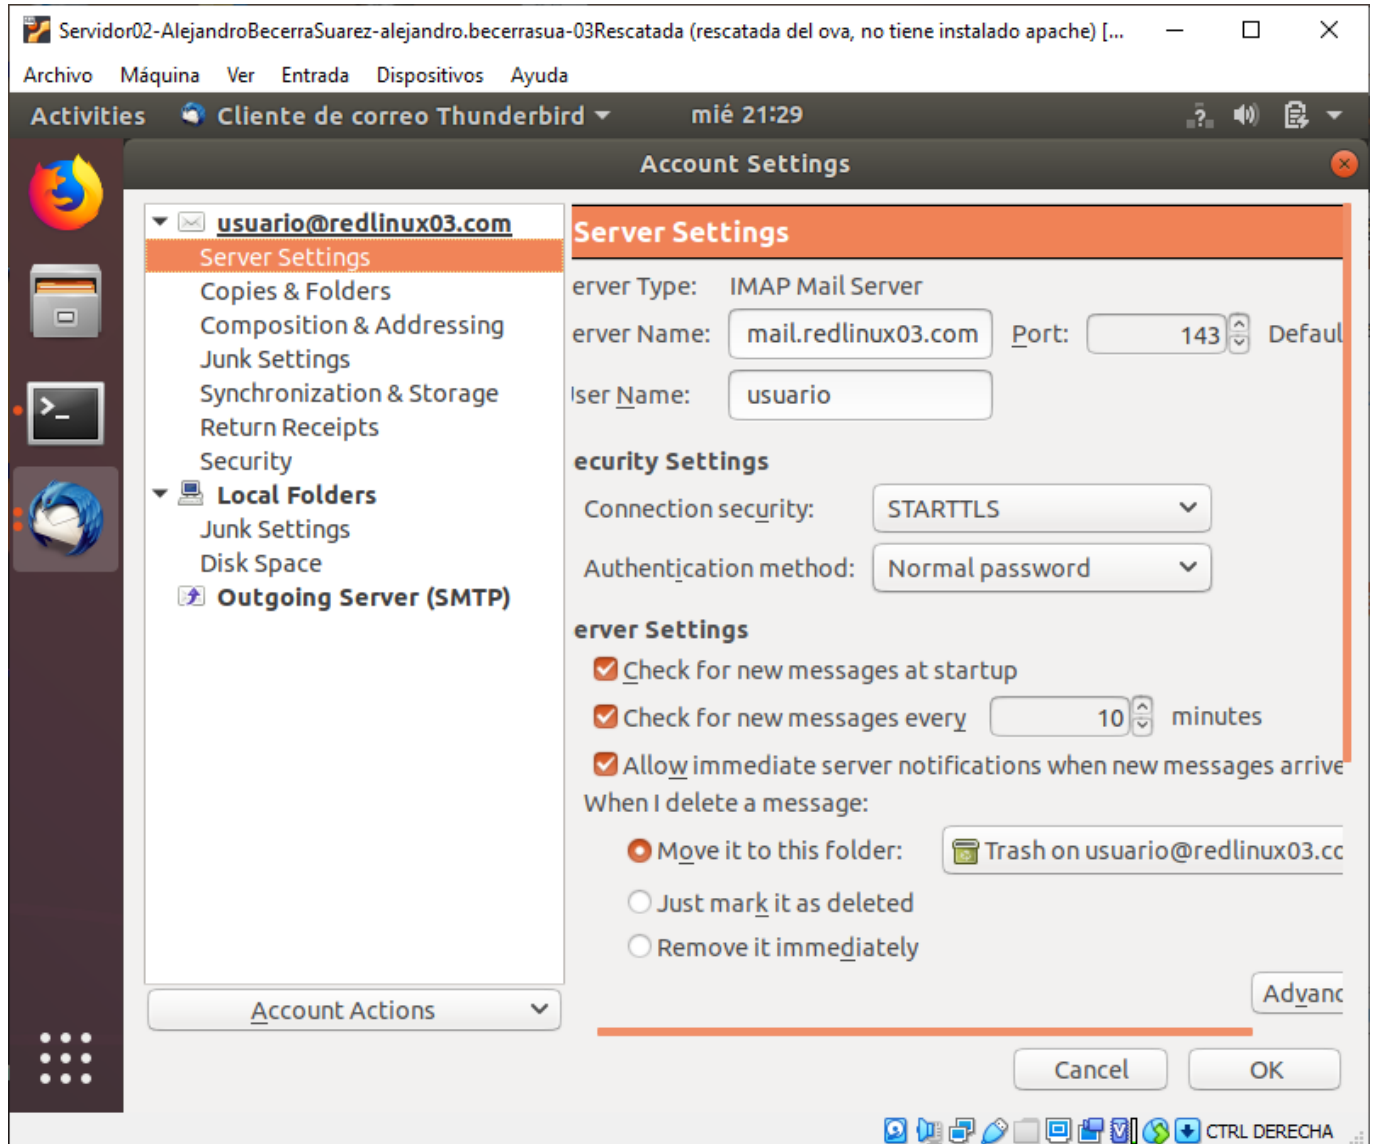 Servidor02-AlejandroBecerraSuarez-alejandro.becerrasua-03Rescatada (rescatada del ova, no tiene instalado apache) [...
Archivo Máquina Ver Entrada Dispositivos Ayuda
Activities Cliente de correo Thunderbird mié 21:29
Account Settings
usuario@redlinux03.com
Server Settings
Copies & Folders
Composition & Addressing
Junk Settings
Synchronization & Storage
Return Receipts
Security
Local Folders
Junk Settings
Disk Space
Outgoing Server (SMTP)
Account Actions
Server Settings
erver Type: IMAP Mail Server
erver Name: mail.redlinux03.com Port: 143 Defaul
ser Name: usuario
ecurity Settings
Connection security: STARTTLS
Authentication method: Normal password
erver Settings
Check for new messages at startup
Check for new messages every 10 minutes
Allow immediate server notifications when new messages arrive
When I delete a message:
Move it to this folder: Trash on usuario@redlinux03.co
Just mark it as deleted
Remove it immediately
Advanc
Cancel OK
CTRL DERECHA